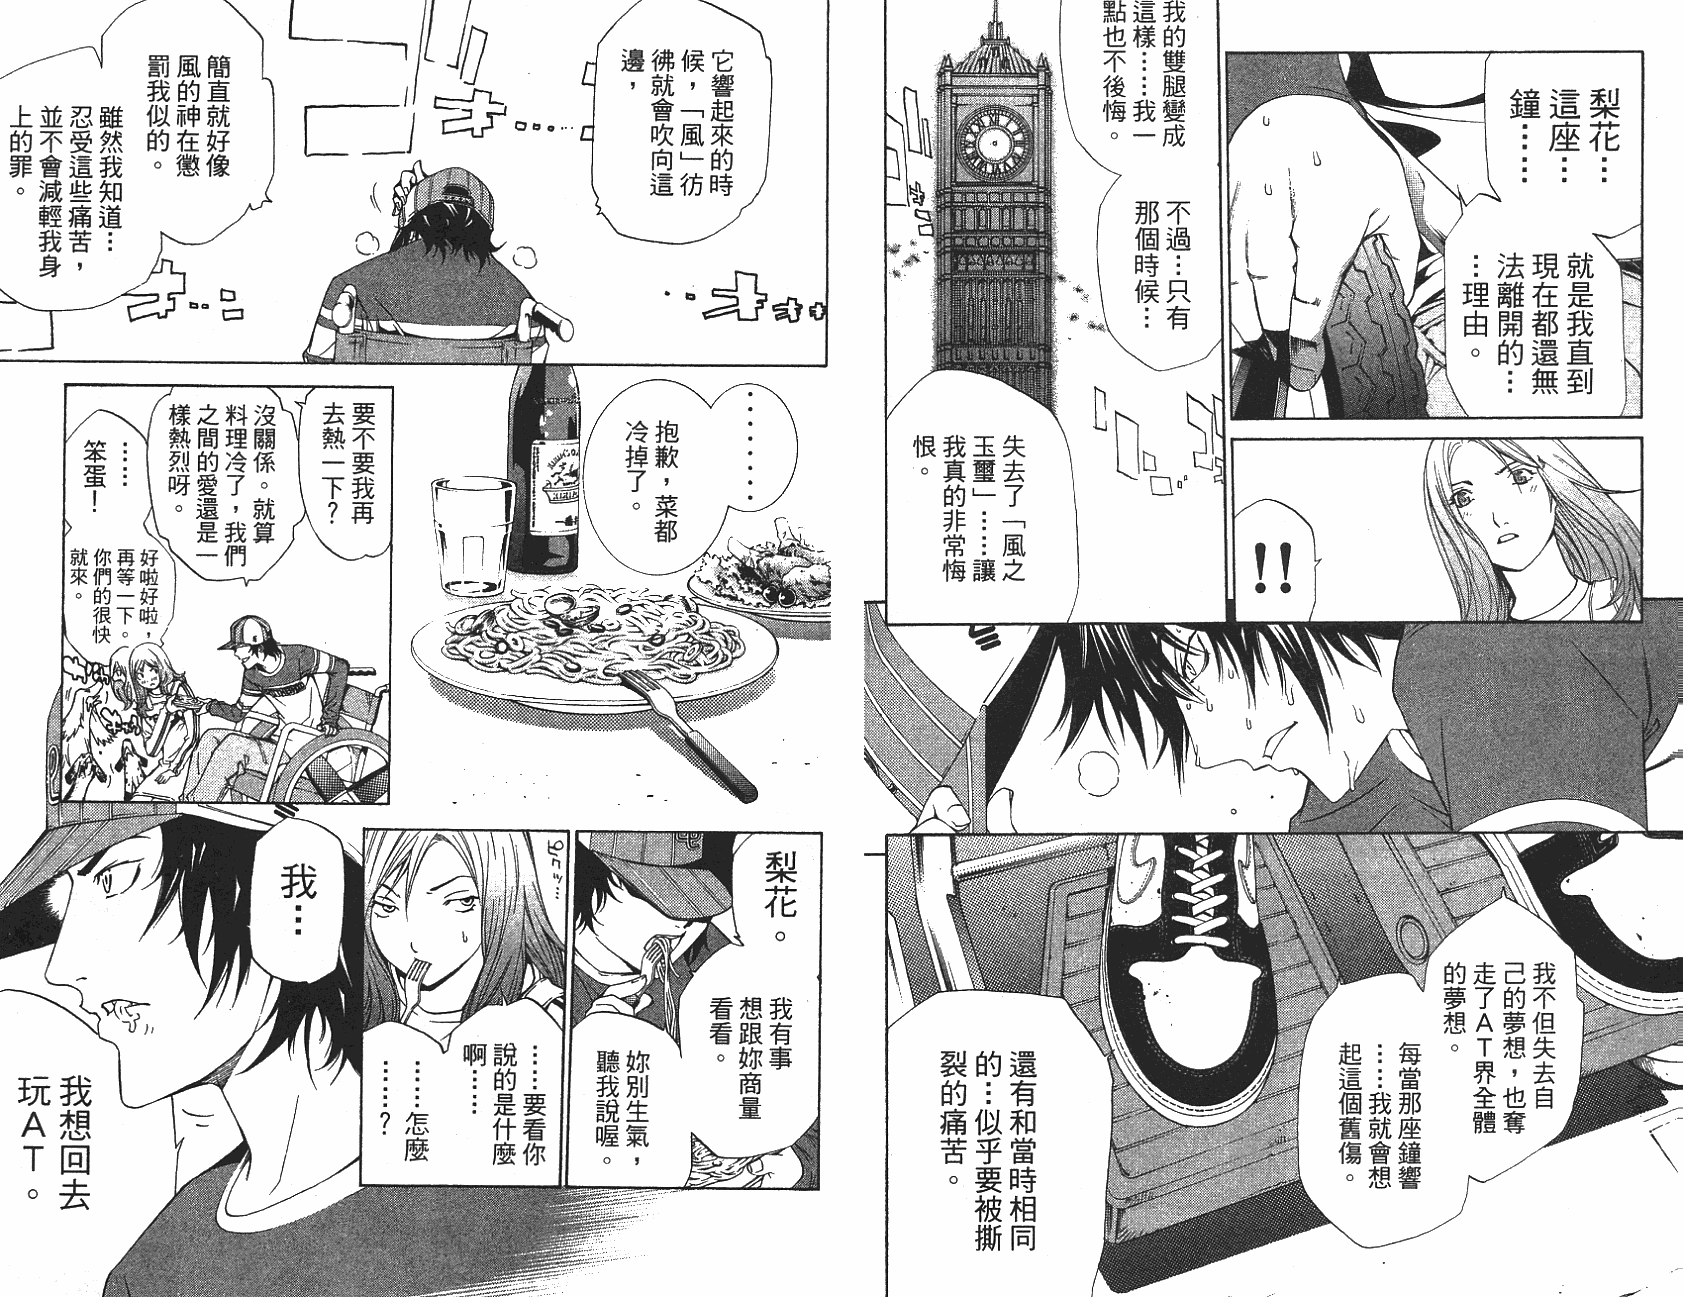 梨花…
這座…
鐘……
就是我直到
現在都還無
法離開的…
…理由。
我的雙腿變成
這樣……我一
點也不後悔。
不過…只有
那個時候…
失去了「風之
玉璽」……讓
我真的非常悔
恨。
!!
我不但失去自
己的夢想,也奪
走了AT界全體
的夢想。
每當那座鐘響
……我就會想
起這個舊傷。
還有和當時相同
的…似乎要被撕
裂的痛苦。
它響起來的時
候,「風」彷
彿就會吹向這
邊,
簡直就好像
風的神在懲
罰我似的。
雖然我知道…
忍受這些痛苦,
並不會減輕我身
上的罪。
………
抱歉,菜都
冷掉了。
要不要我再
去熱一下?
沒關係。就算
料理冷了,我們
之間的愛還是一
樣熱烈呀。
……
笨蛋!
好啦好啦,
再等一下。
你們的很快
就來。
梨花。
我有事
想跟妳商量
看看。
妳別生氣,
聽我說喔。
……要看你
說的是什麼
啊……
……怎麼
……?
我…
我想回去
玩AT。